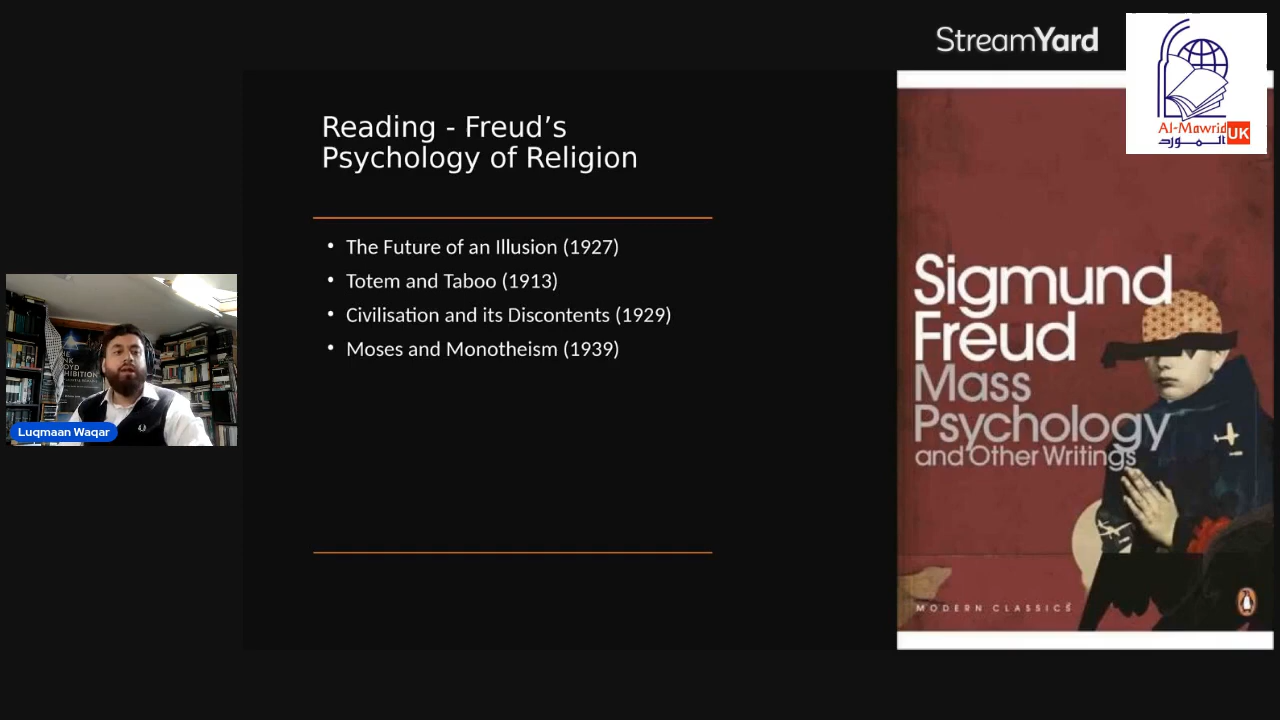 StreamYard
Al-Mawrid UK
المورد
Reading - Freud’s
Psychology of Religion
• The Future of an Illusion (1927)
• Totem and Taboo (1913)
• Civilisation and its Discontents (1929)
• Moses and Monotheism (1939)
Luqmaan Waqar
Sigmund
Freud
Mass
Psychology
and Other Writings
MODERN CLASSICS